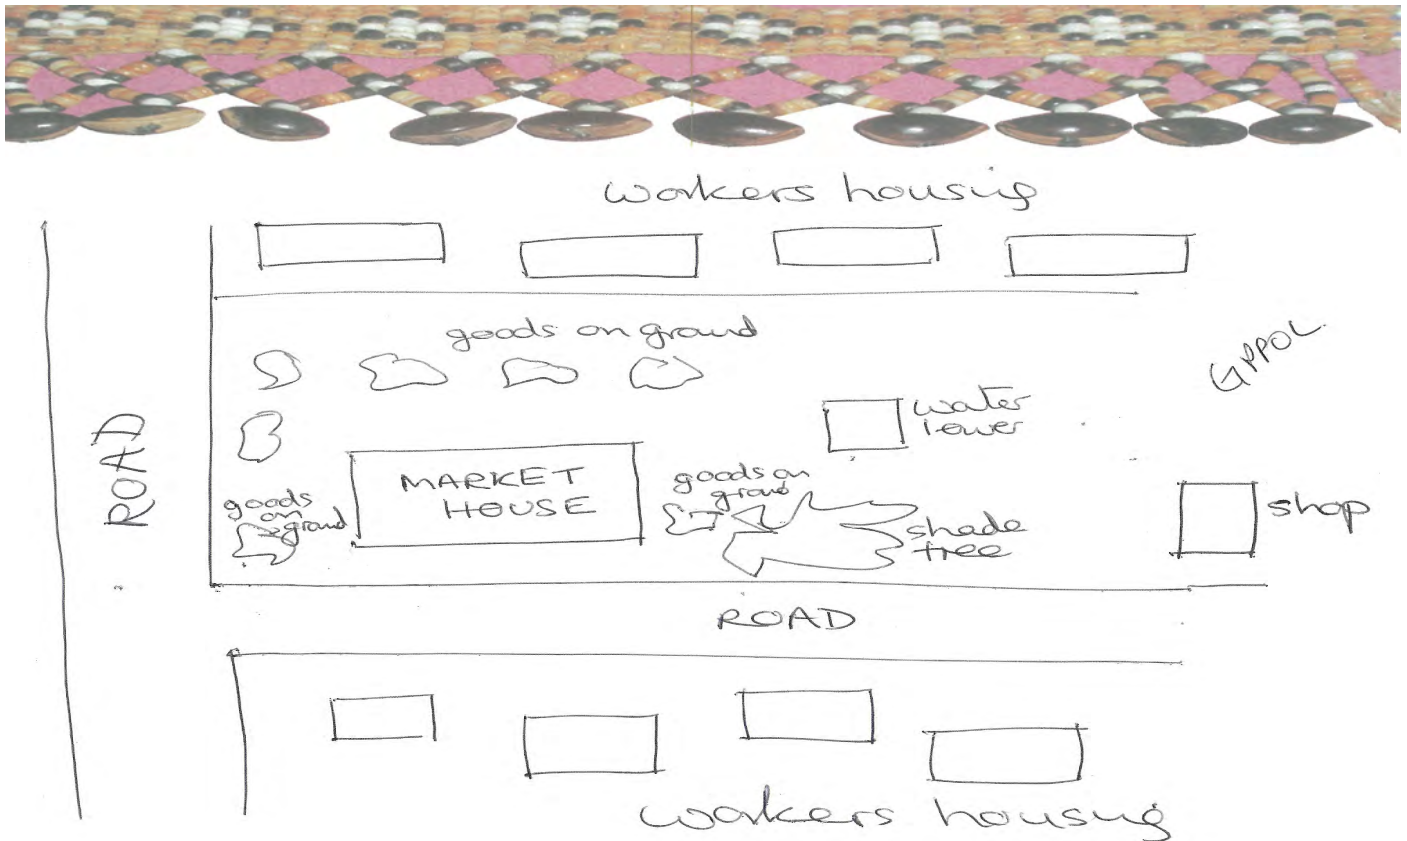 workers housing
goods on ground
GPPOL
ROAD
water
tower
MARKET
HOUSE
goods on
ground
goods
on
ground
shade
tree
shop
ROAD
workers housing